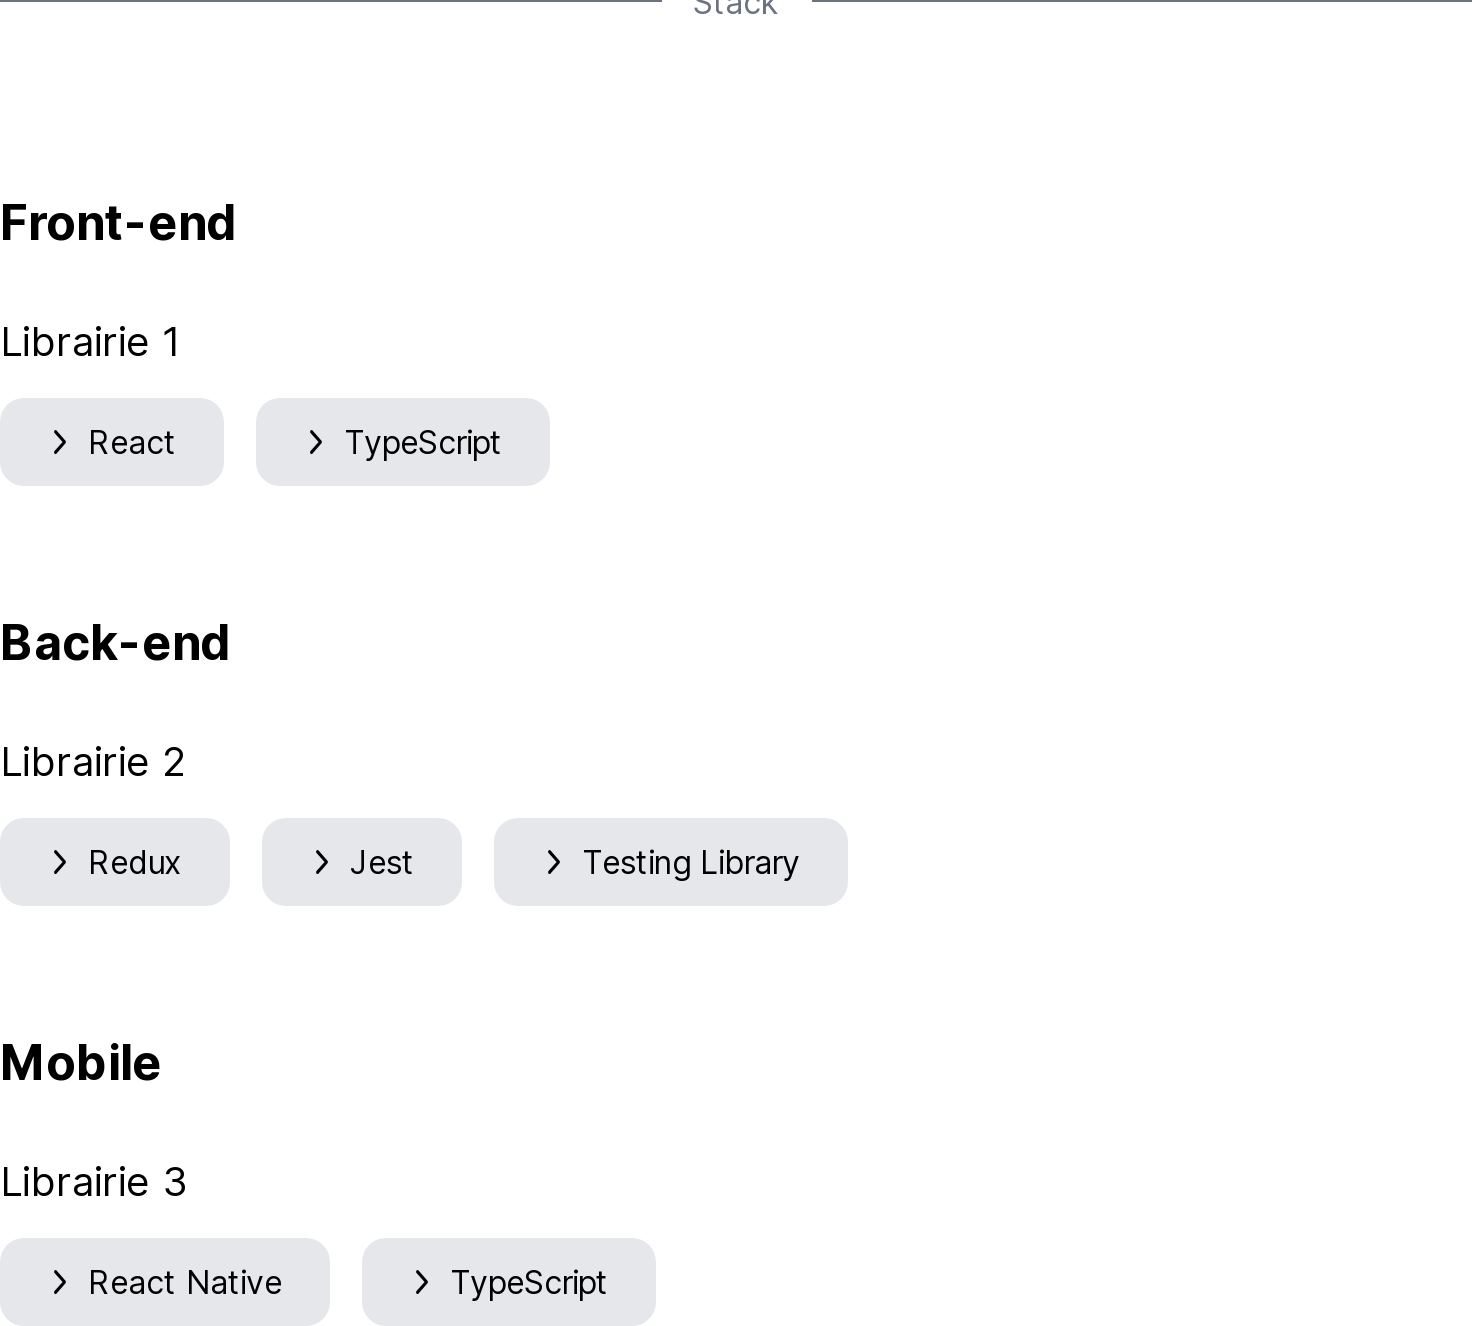 Stack
Front-end
Librairie 1
React
TypeScript
Back-end
Librairie 2
Redux
Jest
Testing Library
Mobile
Librairie 3
React Native
TypeScript